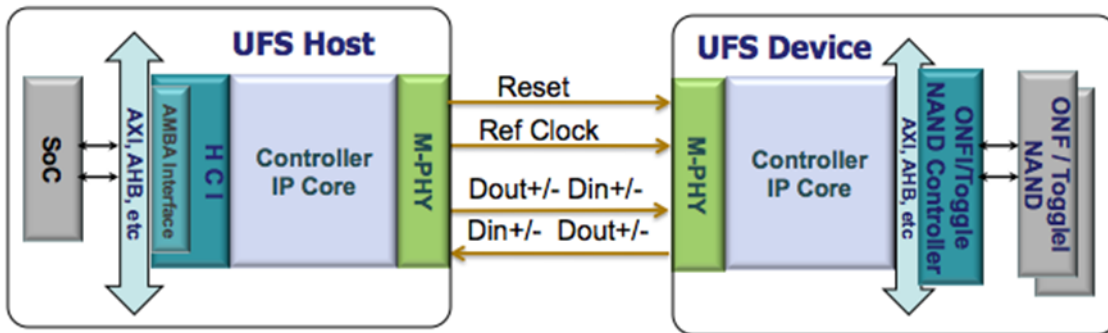 UFS Host
SoC
AXI, AHB, etc
AMBA Interface
H C I
Controller
IP Core
M-PHY
Reset
Ref Clock
Dout+/- Din+/-
Din+/- Dout+/-
UFS Device
M-PHY
Controller
IP Core
AXI, AHB, etc
ONFI/Toggle
NAND Controller
ONF / Togglel
NAND